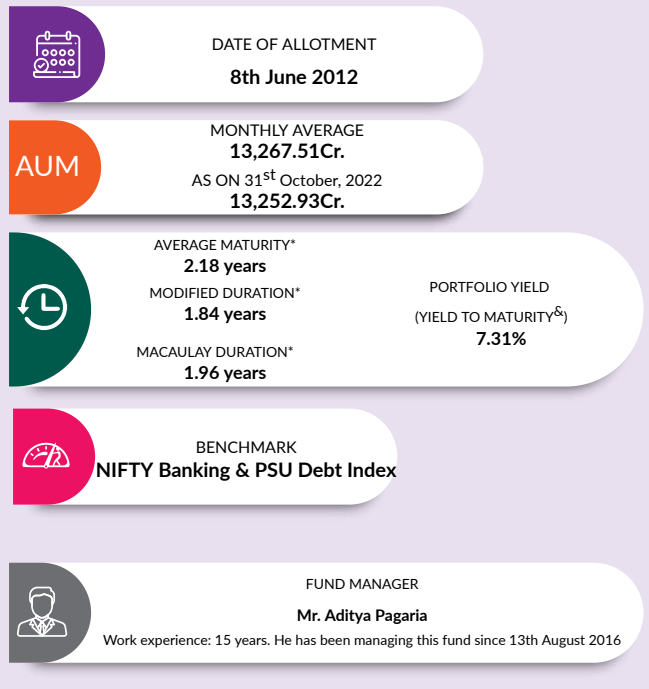 DATE OF ALLOTMENT
8th June 2012
AUM
MONTHLY AVERAGE
13,267.51Cr.
AS ON 31st October, 2022
13,252.93Cr.
AVERAGE MATURITY*
2.18 years
MODIFIED DURATION*
1.84 years
MACAULAY DURATION*
1.96 years
PORTFOLIO YIELD
(YIELD TO MATURITY&)
7.31%
BENCHMARK
NIFTY Banking & PSU Debt Index
FUND MANAGER
Mr. Aditya Pagaria
Work experience: 15 years. He has been managing this fund since 13th August 2016